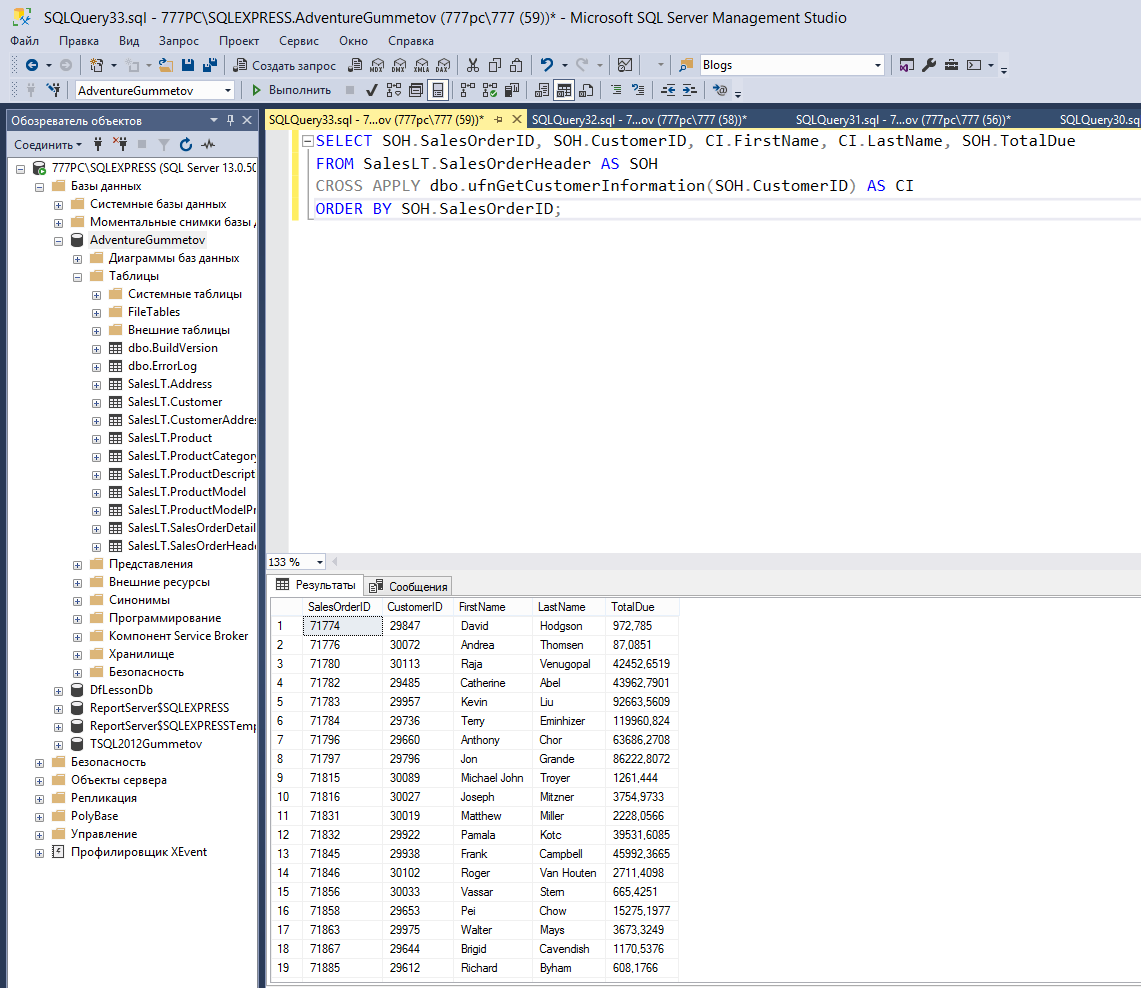 SQLQuery33.sql - 777PC\SQLEXPRESS.AdventureGummetov (777pc\777 (59))* - Microsoft SQL Server Management Studio
Файл Правка Вид Запрос Проект Сервис Окно Справка
Создать запрос MDX DMX XMLA DAX Blogs
AdventureGummetov Выполнить
Обозреватель объектов
Соединить
777PC\SQLEXPRESS (SQL Server 13.0.50
Базы данных
Системные базы данных
Моментальные снимки базы д
AdventureGummetov
Диаграммы баз данных
Таблицы
Системные таблицы
FileTables
Внешние таблицы
dbo.BuildVersion
dbo.ErrorLog
SalesLT.Address
SalesLT.Customer
SalesLT.CustomerAddre
SalesLT.Product
SalesLT.ProductCategory
SalesLT.ProductDescript
SalesLT.ProductModel
SalesLT.ProductModelPr
SalesLT.SalesOrderDetail
SalesLT.SalesOrderHeade
Представления
Внешние ресурсы
Синонимы
Программирование
Компонент Service Broker
Хранилище
Безопасность
DfLessonDb
ReportServer$SQLEXPRESS
ReportServer$SQLEXPRESSTemp
TSQL2012Gummetov
Безопасность
Объекты сервера
Репликация
PolyBase
Управление
Профилировщик XEvent
SQLQuery33.sql - 7...ov (777pc\777 (59))* SQLQuery32.sql - 7...ov (777pc\777 (58))* SQLQuery31.sql - 7...ov (777pc\777 (56))* SQLQuery30.sq
SELECT SOH.SalesOrderID, SOH.CustomerID, CI.FirstName, CI.LastName, SOH.TotalDue
FROM SalesLT.SalesOrderHeader AS SOH
CROSS APPLY dbo.ufnGetCustomerInformation(SOH.CustomerID) AS CI
ORDER BY SOH.SalesOrderID;
133 %
Результаты Сообщения
SalesOrderID CustomerID FirstName LastName TotalDue
1 71774 29847 David Hodgson 972,785
2 71776 30072 Andrea Thomsen 87,0851
3 71780 30113 Raja Venugopal 42452,6519
4 71782 29485 Catherine Abel 43962,7901
5 71783 29957 Kevin Liu 92663,5609
6 71784 29736 Terry Eminhizer 119960,824
7 71796 29660 Anthony Chor 63686,2708
8 71797 29796 Jon Grande 86222,8072
9 71815 30089 Michael John Troyer 1261,444
10 71816 30027 Joseph Mitzner 3754,9733
11 71831 30019 Matthew Miller 2228,0566
12 71832 29922 Pamala Kotc 39531,6085
13 71845 29938 Frank Campbell 45992,3665
14 71846 30102 Roger Van Houten 2711,4098
15 71856 30033 Vassar Stern 665,4251
16 71858 29653 Pei Chow 15275,1977
17 71863 29975 Walter Mays 3673,3249
18 71867 29644 Brigid Cavendish 1170,5376
19 71885 29612 Richard Byham 608,1766